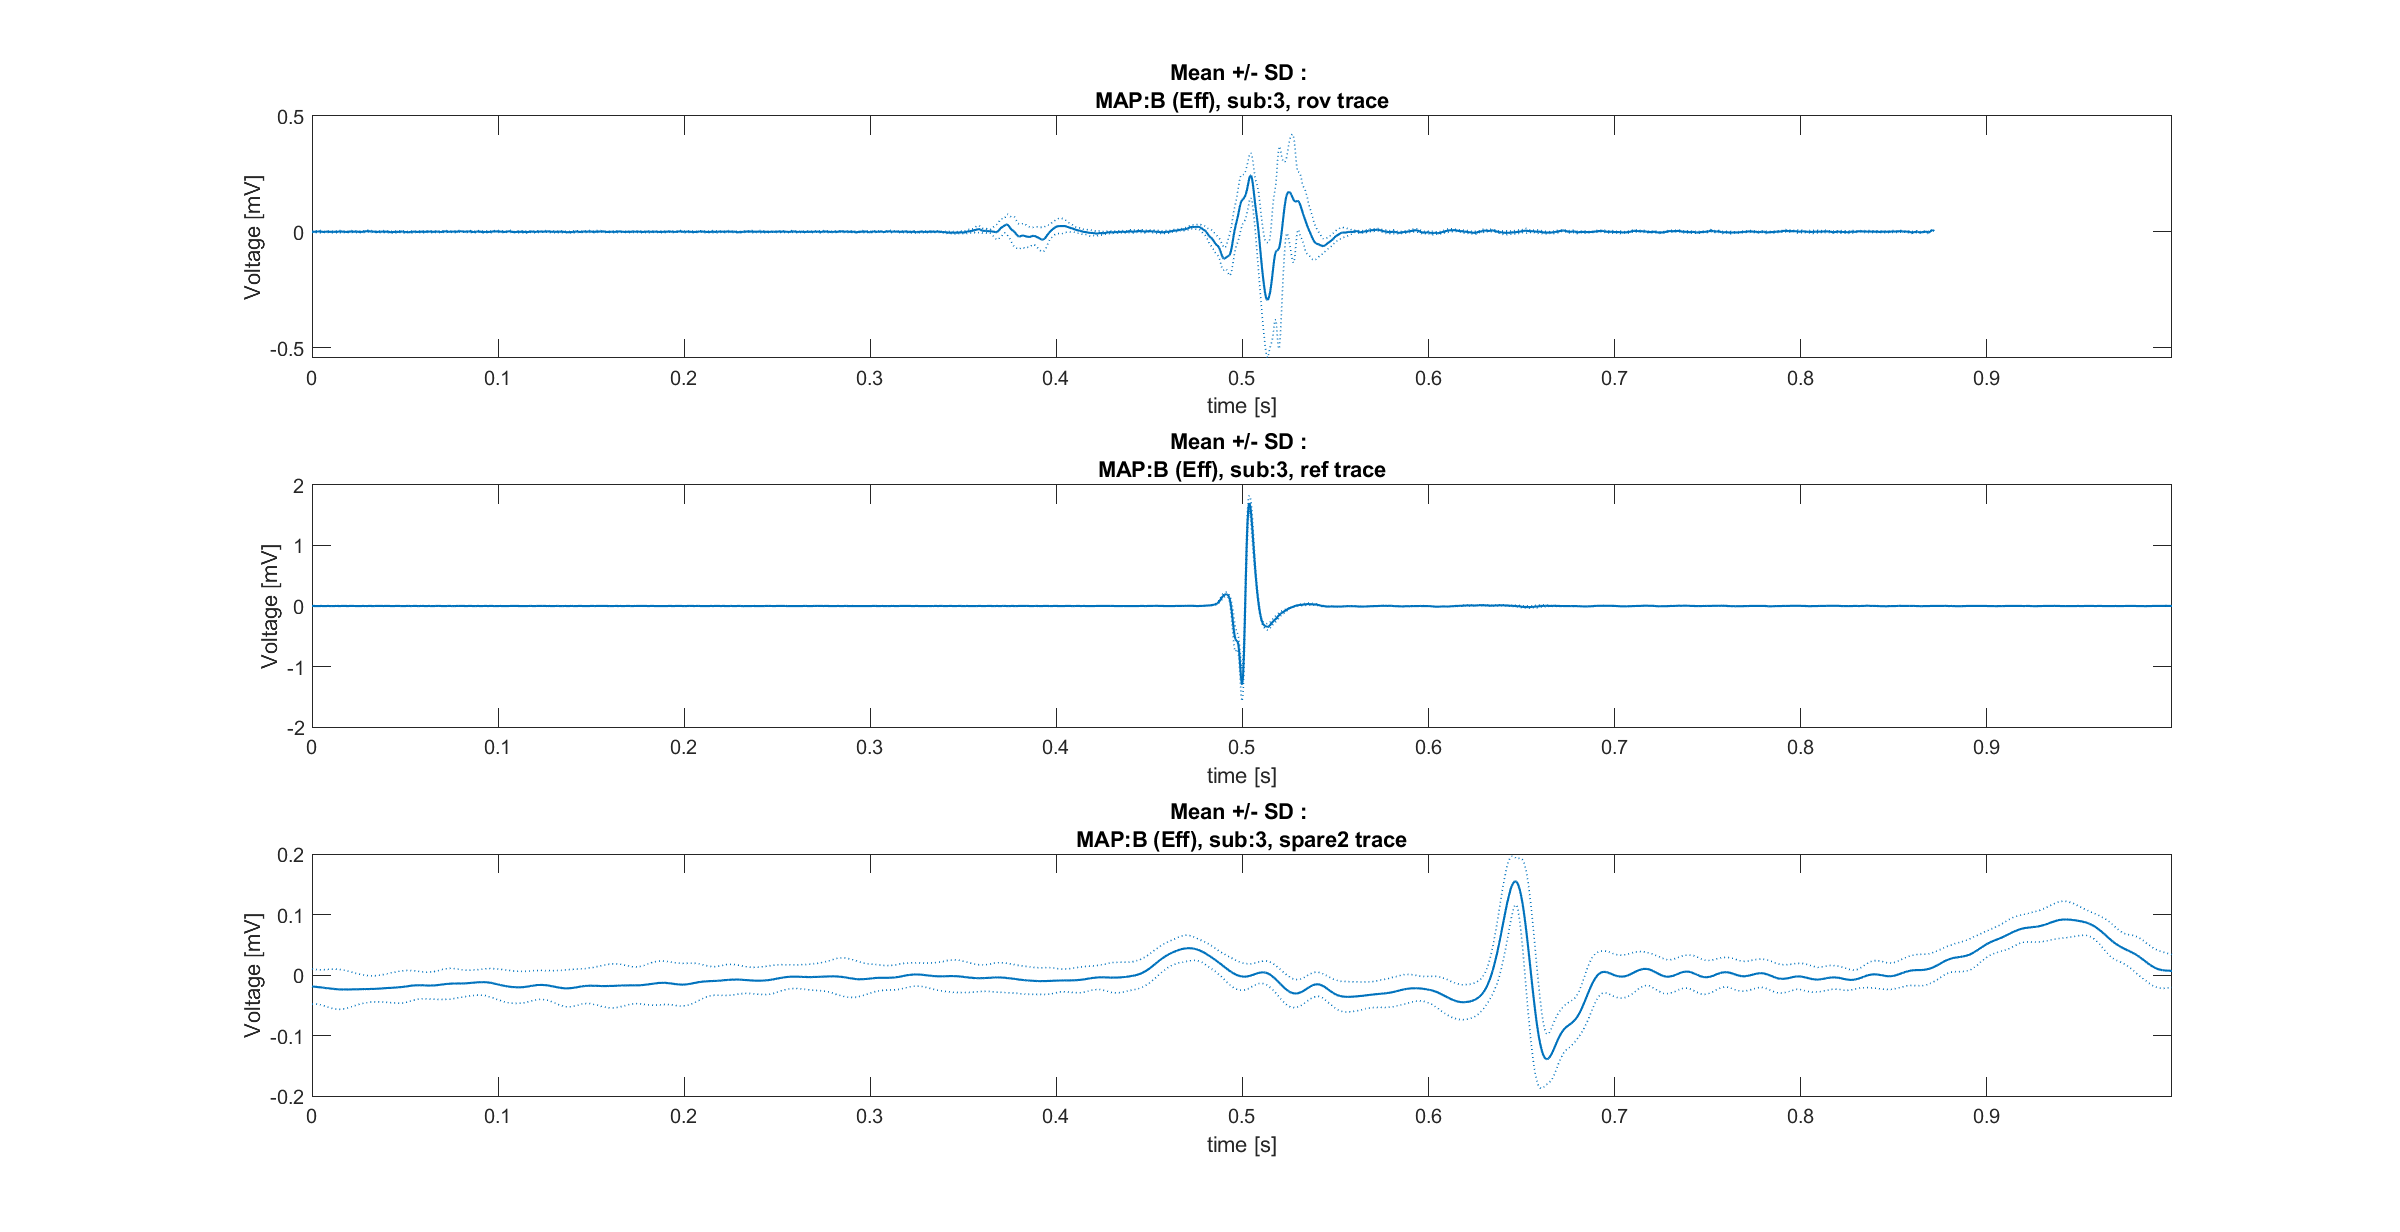 Mean +/- SD :
MAP:B (Eff), sub:3, rov trace
0.5
0
-0.5
Voltage [mV]
0 0.1 0.2 0.3 0.4 0.5 0.6 0.7 0.8 0.9
time [s]
Mean +/- SD :
MAP:B (Eff), sub:3, ref trace
2
1
0
-1
-2
Voltage [mV]
0 0.1 0.2 0.3 0.4 0.5 0.6 0.7 0.8 0.9
time [s]
Mean +/- SD :
MAP:B (Eff), sub:3, spare2 trace
0.2
0.1
0
-0.1
-0.2
Voltage [mV]
0 0.1 0.2 0.3 0.4 0.5 0.6 0.7 0.8 0.9
time [s]